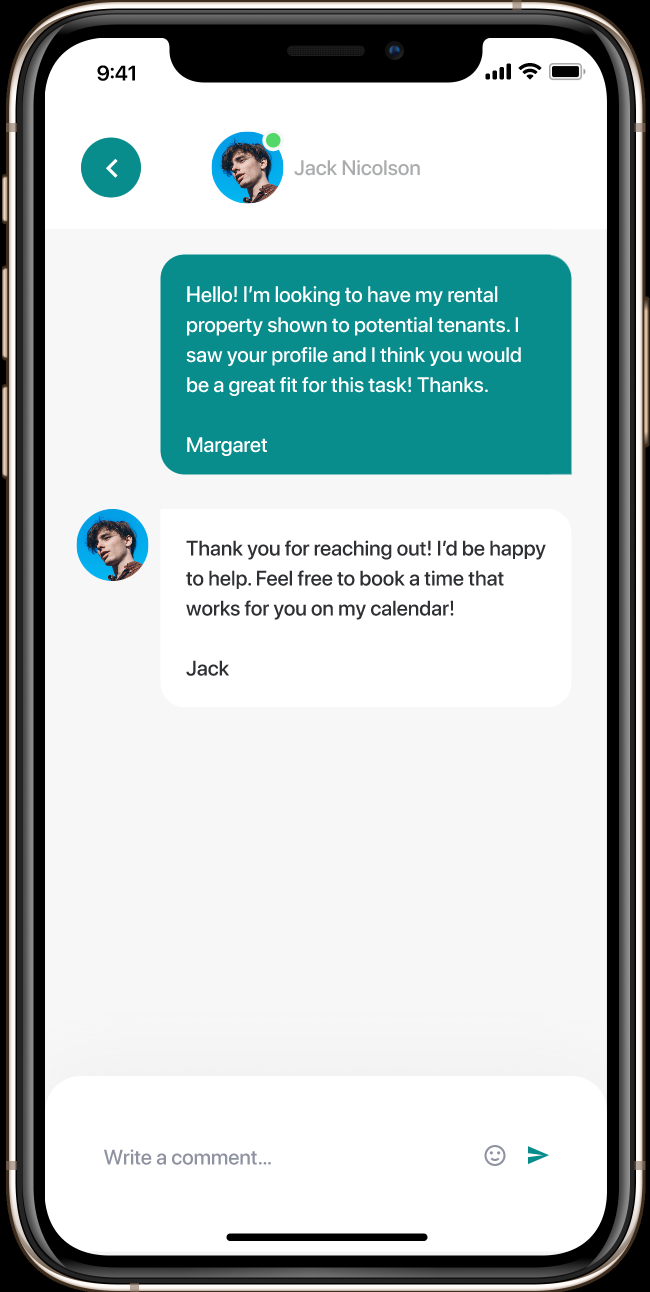 9:41
Jack Nicolson
Hello! I’m looking to have my rental
property shown to potential tenants. I
saw your profile and I think you would
be a great fit for this task! Thanks.
Margaret
Thank you for reaching out! I’d be happy
to help. Feel free to book a time that
works for you on my calendar!
Jack
Write a comment...